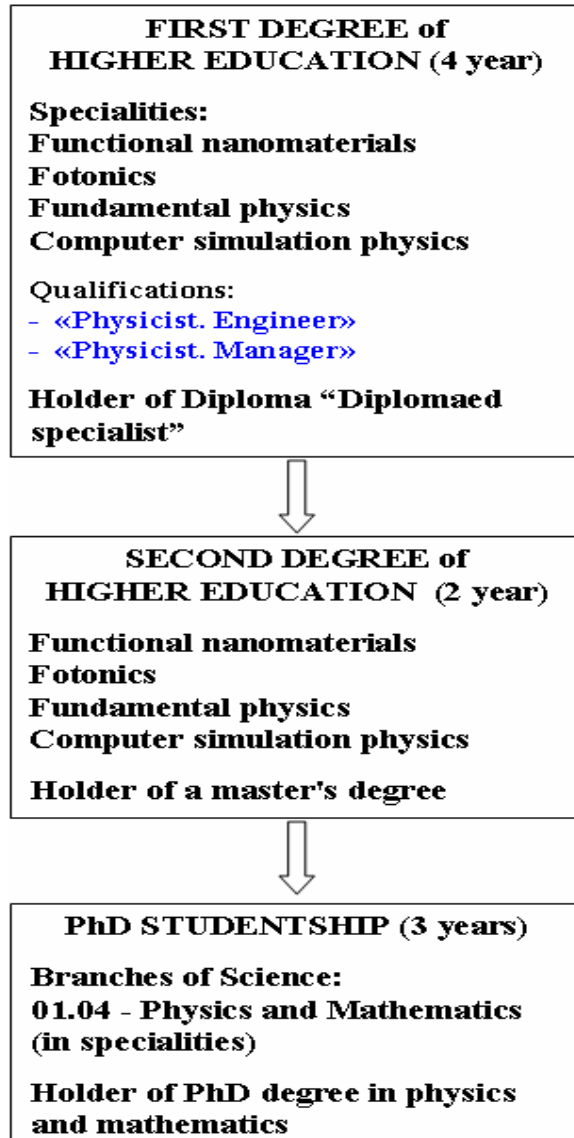 FIRST DEGREE of
HIGHER EDUCATION (4 year)
Specialities:
Functional nanomaterials
Fotonics
Fundamental physics
Computer simulation physics
Qualifications:
- «Physicist. Engineer»
- «Physicist. Manager»
Holder of Diploma “Diplomaed
specialist”
SECOND DEGREE of
HIGHER EDUCATION (2 year)
Functional nanomaterials
Fotonics
Fundamental physics
Computer simulation physics
Holder of a master's degree
PhD STUDENTSHIP (3 years)
Branches of Science:
01.04 - Physics and Mathematics
(in specialities)
Holder of PhD degree in physics
and mathematics